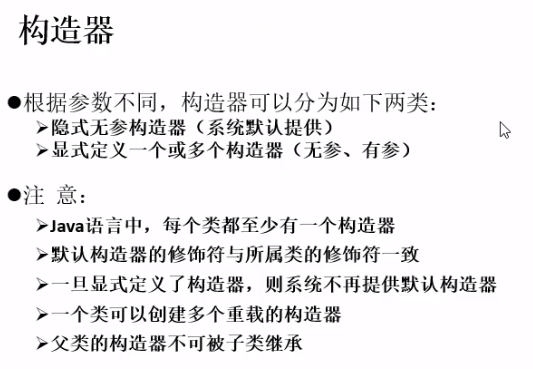 构造器
●根据参数不同，构造器可以分为如下两类：
➢隐式无参构造器（系统默认提供）
➢显式定义一个或多个构造器（无参、有参）
●注 意：
➢Java语言中，每个类都至少有一个构造器
➢默认构造器的修饰符与所属类的修饰符一致
➢一旦显式定义了构造器，则系统不再提供默认构造器
➢一个类可以创建多个重载的构造器
➢父类的构造器不可被子类继承